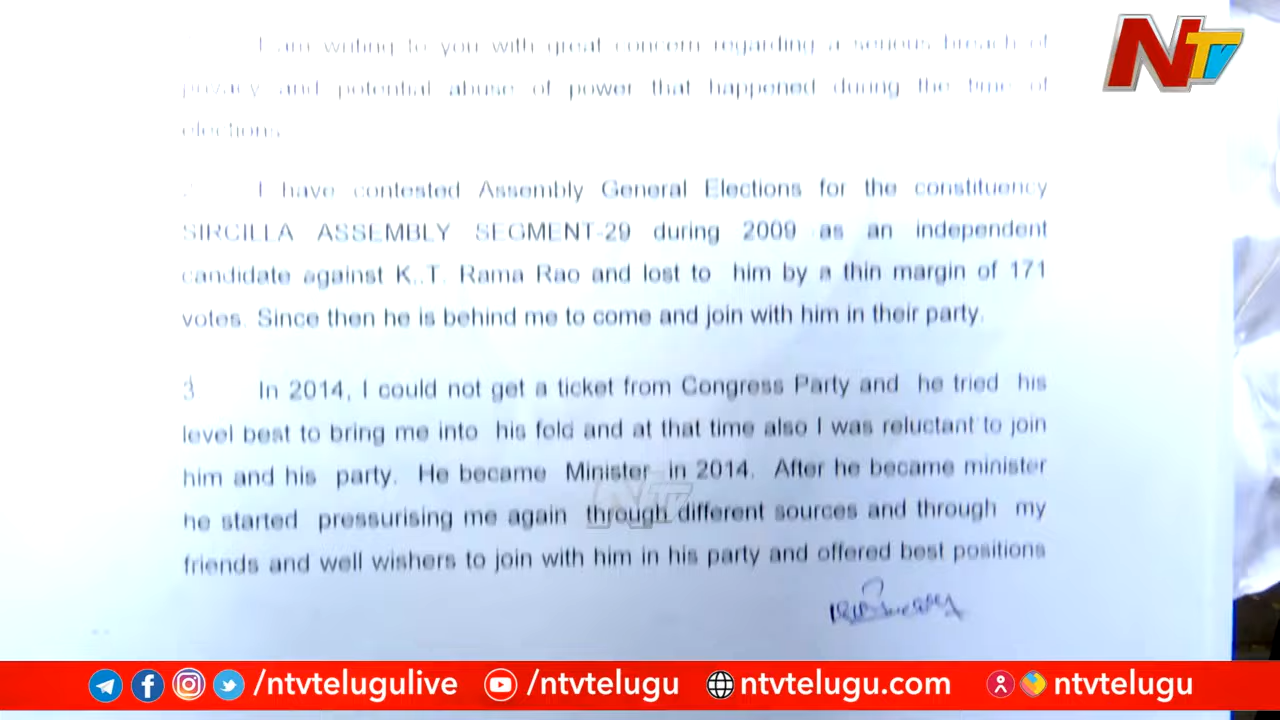 NTV
I am writing to you with great concern regarding a serious breach of
privacy and potential abuse of power that happened during the time of
elections.
I have contested Assembly General Elections for the constituency
SIRCILLA ASSEMBLY SEGMENT-29 during 2009 as an independent
candidate against K..T. Rama Rao and lost to him by a thin margin of 171
votes. Since then he is behind me to come and join with him in their party.
3 In 2014, I could not get a ticket from Congress Party and he tried his
level best to bring me into his fold and at that time also I was reluctant to join
him and his party. He became Minister in 2014. After he became minister
he started pressurising me again through different sources and through my
NTV
friends and well wishers to join with him in his party and offered best positions
/ntvtelugulive /ntvtelugu ntvtelugu.com ntvtelugu